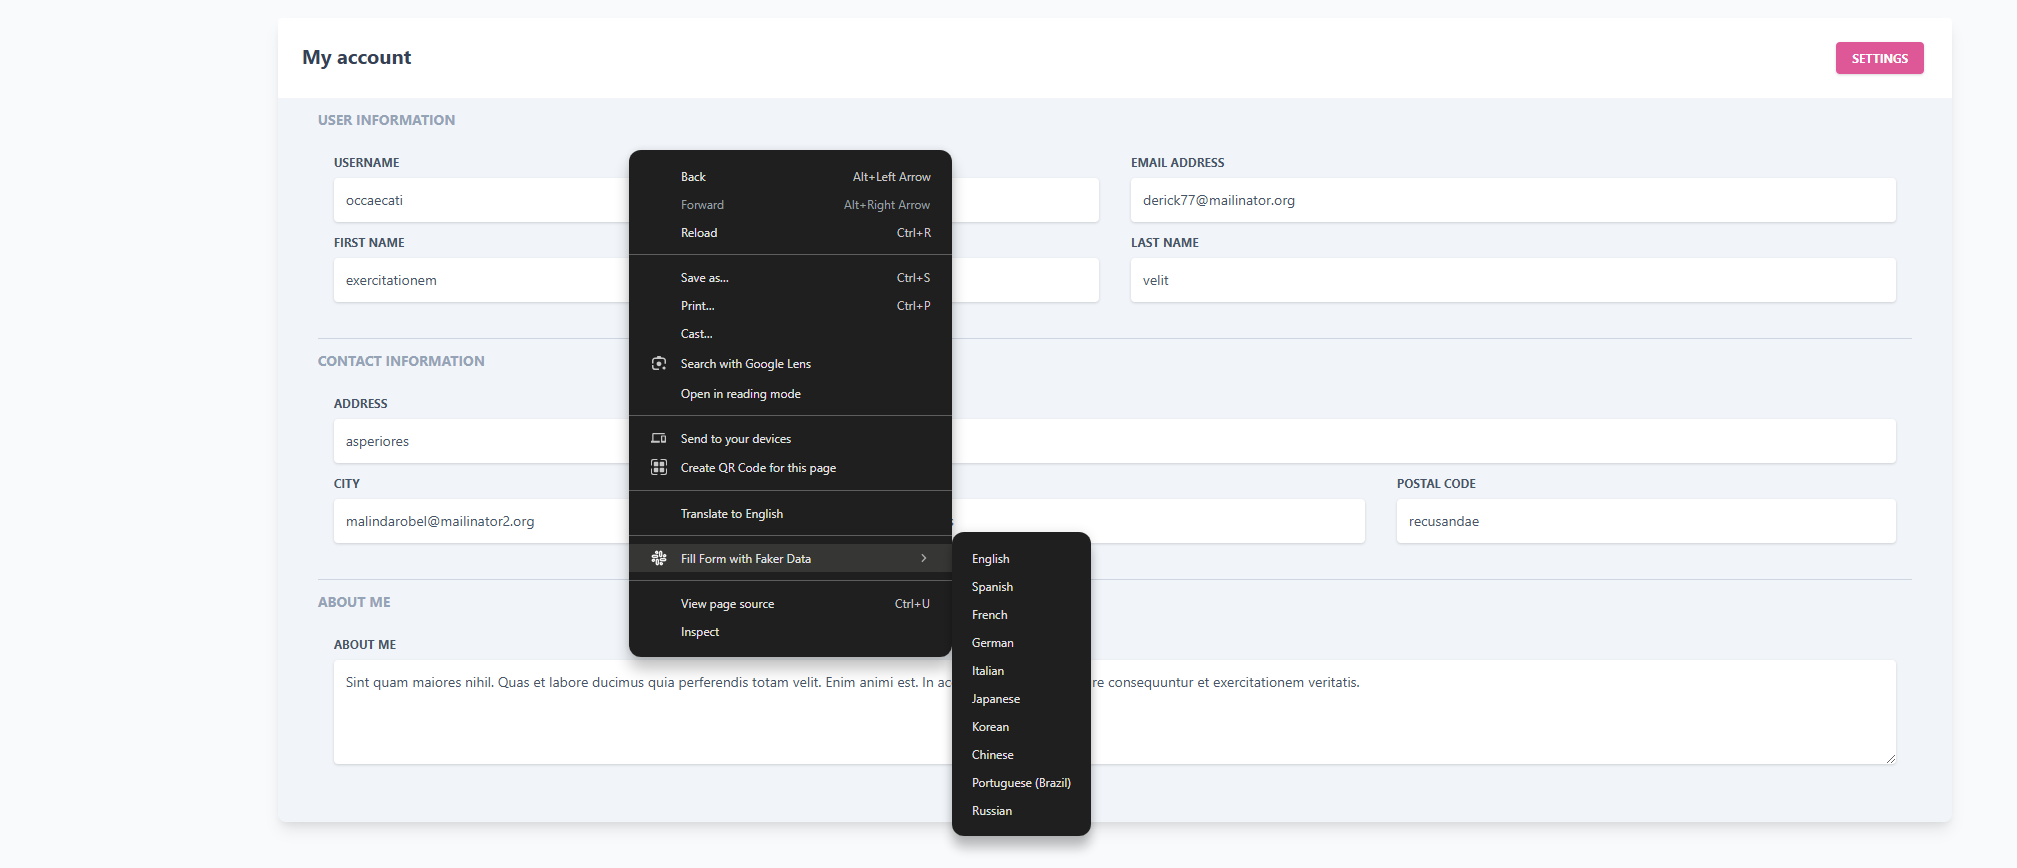 My account
SETTINGS
USER INFORMATION
USERNAME
EMAIL ADDRESS
occaecati
derick77@mailinator.org
FIRST NAME
LAST NAME
exercitationem
velit
CONTACT INFORMATION
ADDRESS
asperiores
CITY
POSTAL CODE
malindarobel@mailinator2.org
recusandae
ABOUT ME
ABOUT ME
Sint quam maiores nihil. Quas et labore ducimus quia perferendis totam velit. Enim animi est. In consequuntur et exercitationem veritatis.
Back Alt+Left Arrow
Forward Alt+Right Arrow
Reload Ctrl+R
Save as... Ctrl+S
Print... Ctrl+P
Cast...
Search with Google Lens
Open in reading mode
Send to your devices
Create QR Code for this page
Translate to English
Fill Form with Faker Data
View page source Ctrl+U
Inspect
English
Spanish
French
German
Italian
Japanese
Korean
Chinese
Portuguese (Brazil)
Russian